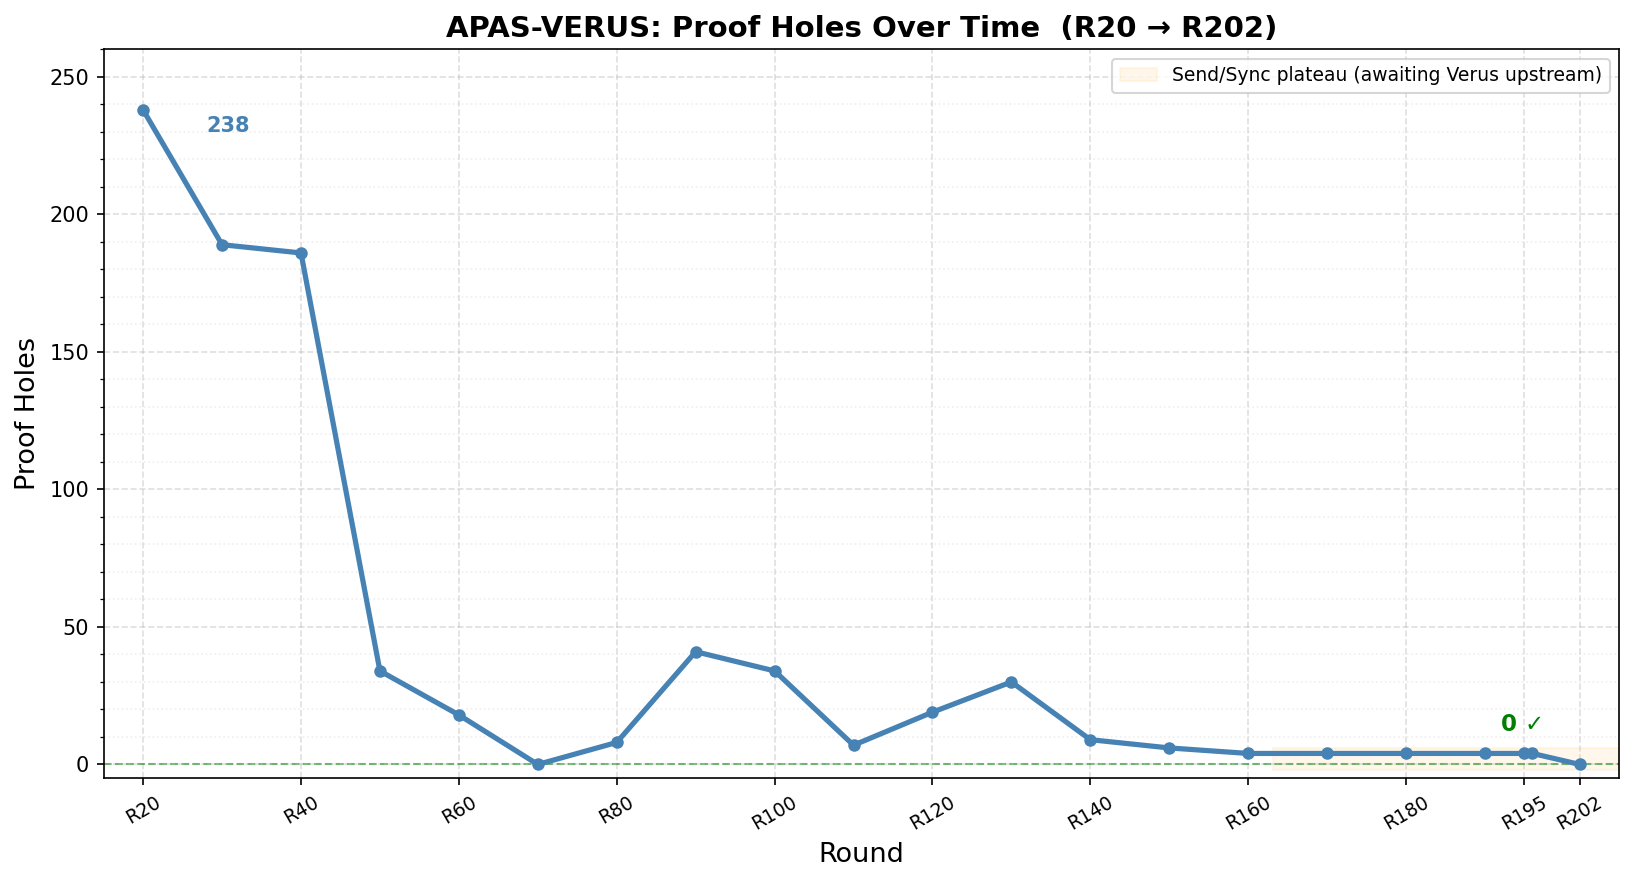 APAS-VERUS: Proof Holes Over Time (R20 → R202)
Send/Sync plateau (awaiting Verus upstream)
238
0 ✓
Proof Holes
250
200
150
100
50
0
R20
R40
R60
R80
R100
R120
R140
R160
R180
R195
R202
Round